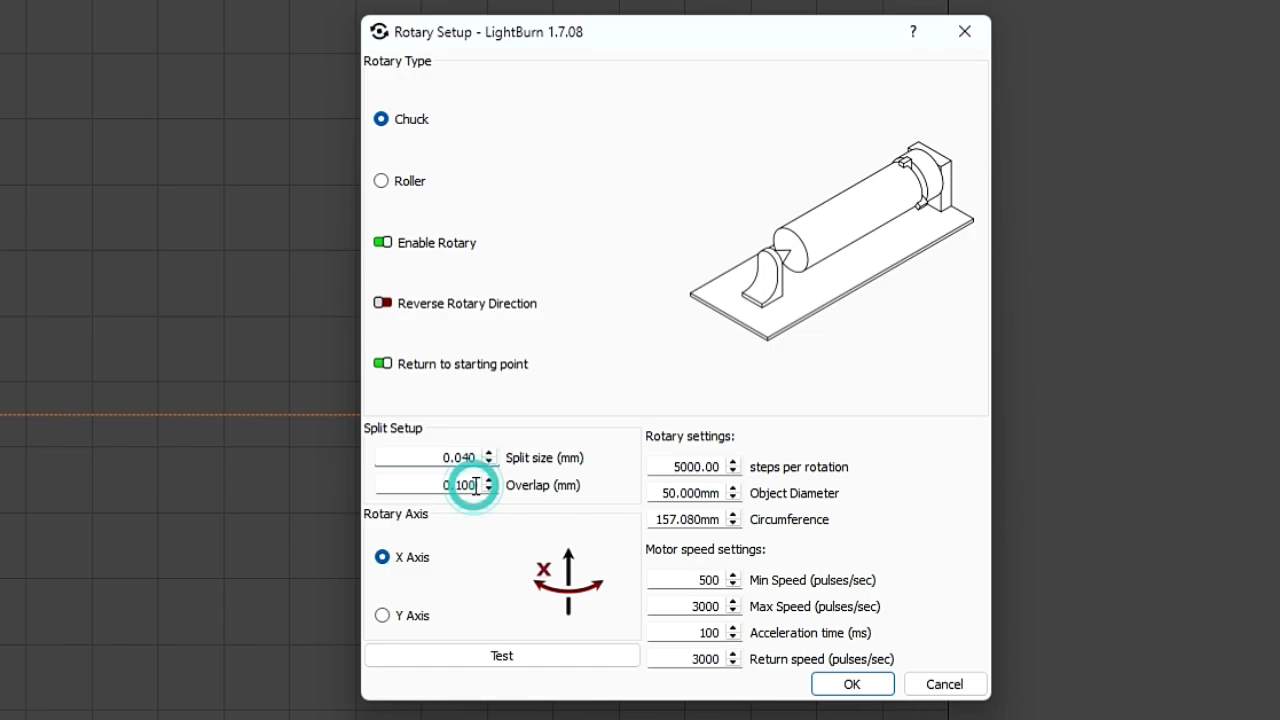 Rotary Setup - LightBurn 1.7.08
?
Rotary Type
Chuck
Roller
Enable Rotary
Reverse Rotary Direction
Return to starting point
Split Setup
0.040 Split size (mm)
0.100 Overlap (mm)
Rotary Axis
X Axis
X
Y Axis
Test
Rotary settings:
5000.00 steps per rotation
50.000mm Object Diameter
157.080mm Circumference
Motor speed settings:
500 Min Speed (pulses/sec)
3000 Max Speed (pulses/sec)
100 Acceleration time (ms)
3000 Return speed (pulses/sec)
OK Cancel